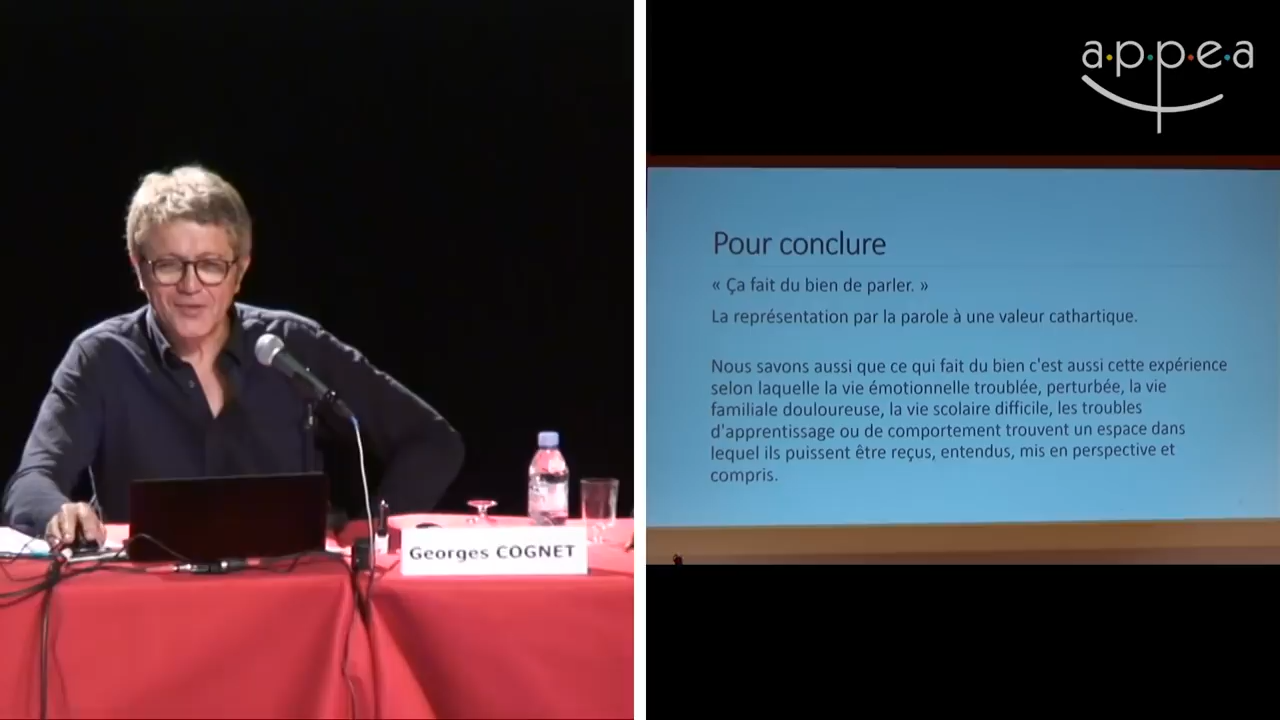 Georges COGNET
a.p.p.e.a
Pour conclure
« Ça fait du bien de parler. »
La représentation par la parole à une valeur cathartique.
Nous savons aussi que ce qui fait du bien c'est aussi cette expérience
selon laquelle la vie émotionnelle troublée, perturbée, la vie
familiale douloureuse, la vie scolaire difficile, les troubles
d'apprentissage ou de comportement trouvent un espace dans
lequel ils puissent être reçus, entendus, mis en perspective et
compris.